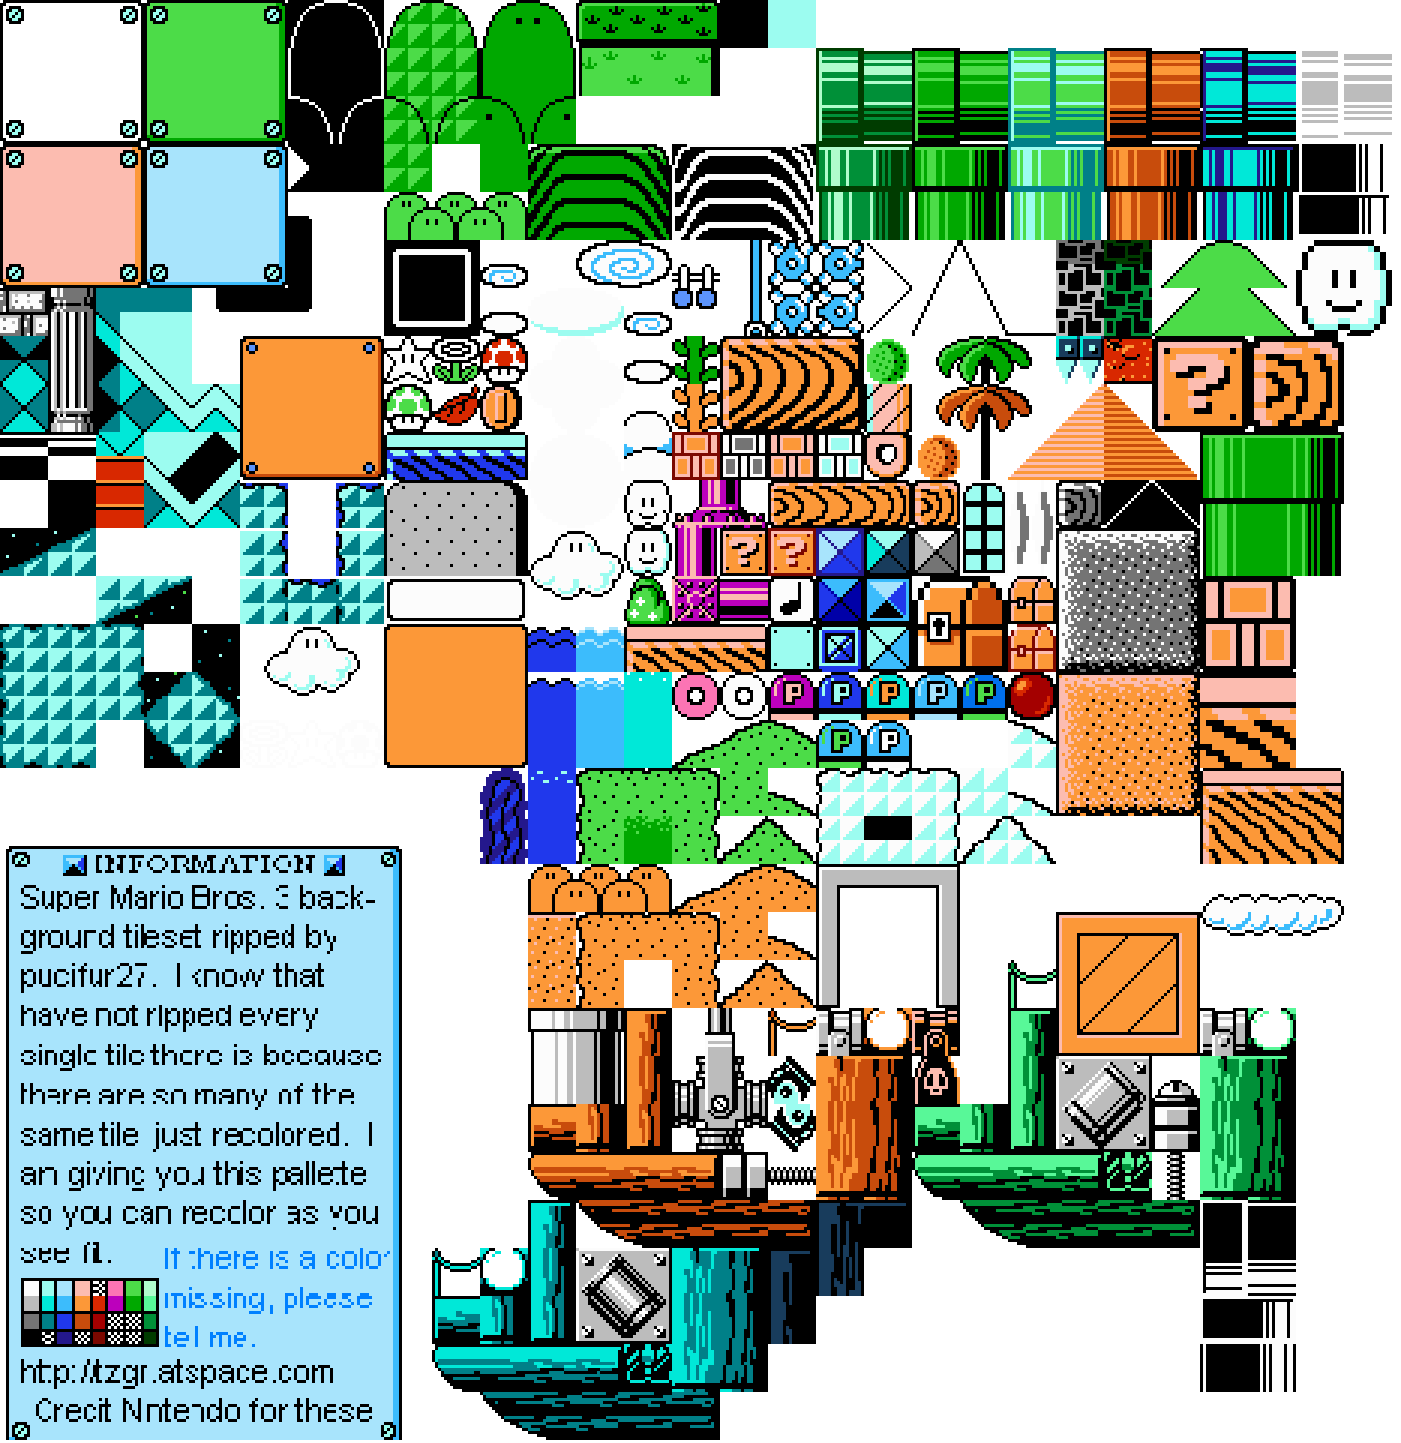 ?
?
?
P
P
P
P
P
P
P
INFORMATION
Super Mario Bros. 3 back-
ground tileset ripped by
pucifur27. I know that
have not ripped every
single tile there is because
there are so many of the
same tile just recolored. I
am giving you this pallette
so you can recolor as you
see fit.
If there is a color
missing, please
tell me.
http://tzgr.atspace.com
Credit Nintendo for these